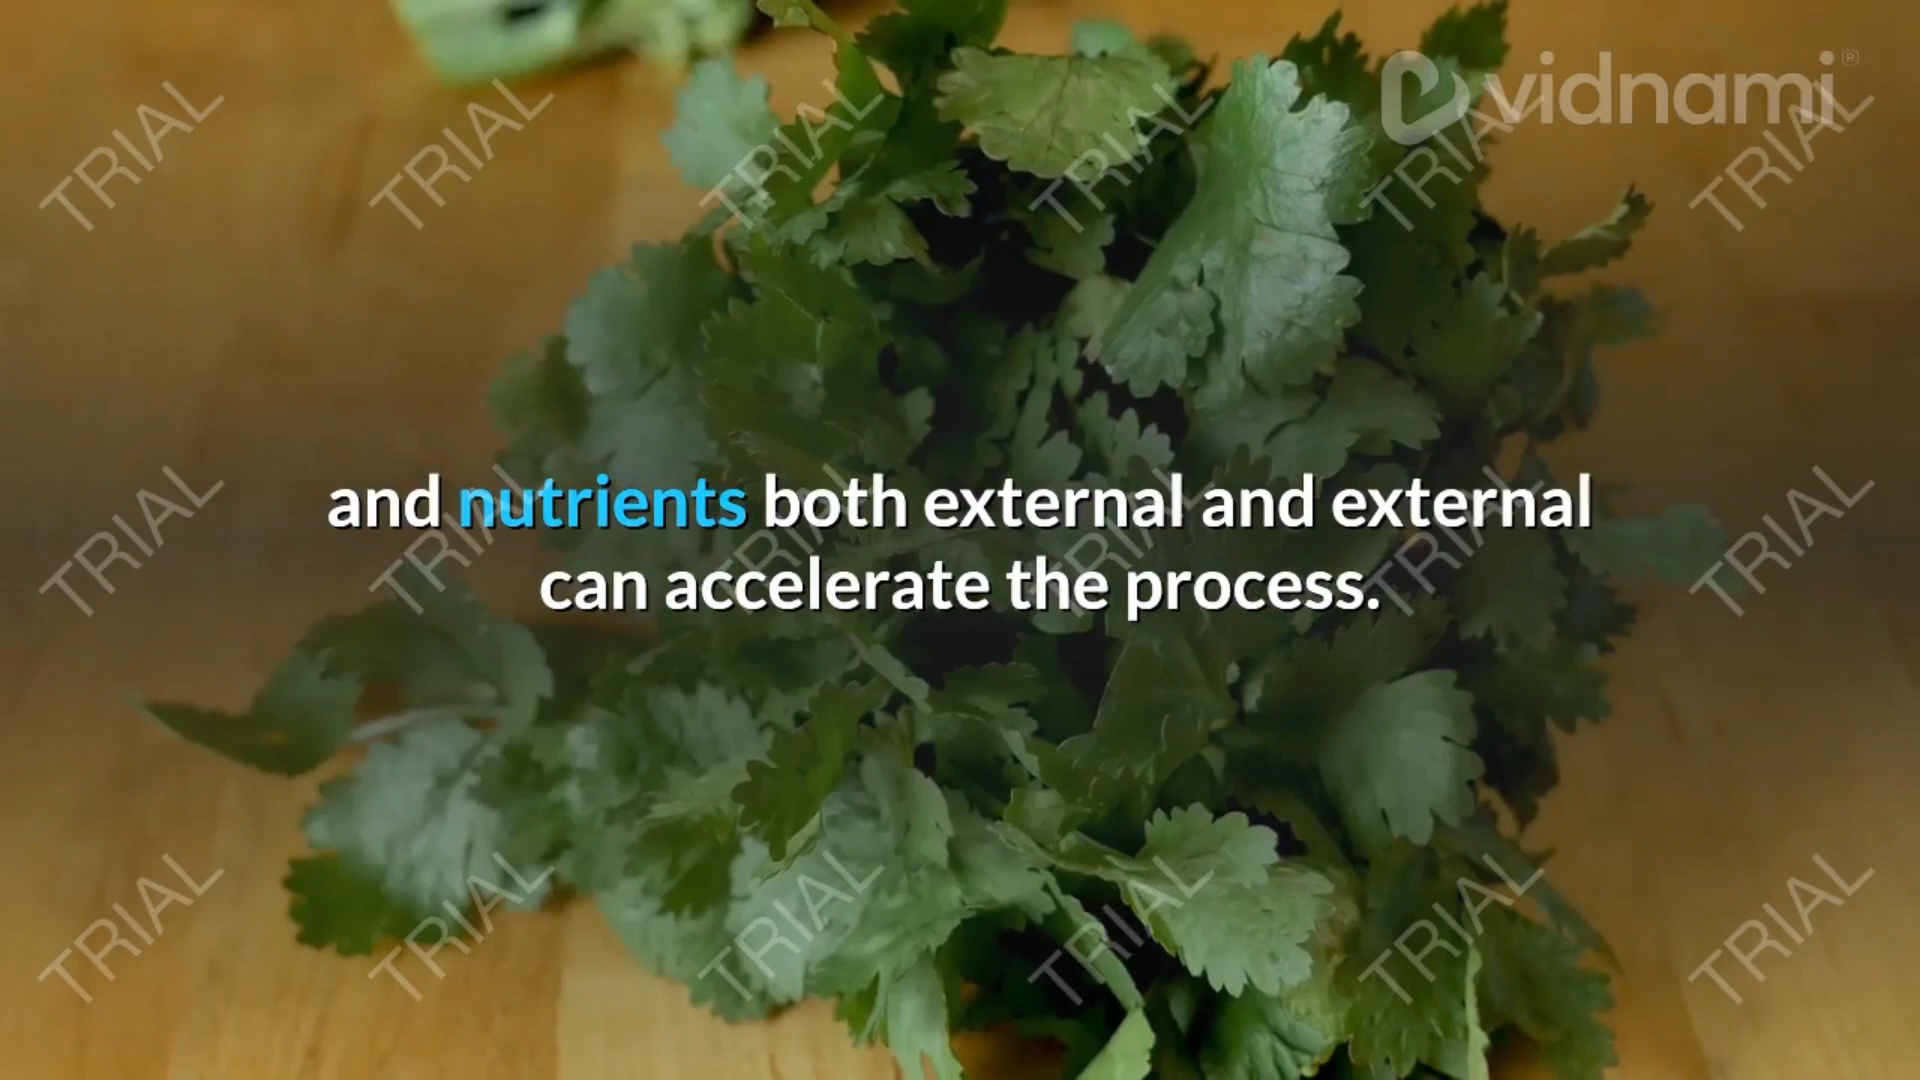 vidnami®
TRIAL TRIAL TRIAL TRIAL TRIAL TRIAL
and nutrients both external and external
can accelerate the process.
TRIAL TRIAL TRIAL TRIAL TRIAL TRIAL
TRIAL TRIAL TRIAL TRIAL TRIAL TRIAL